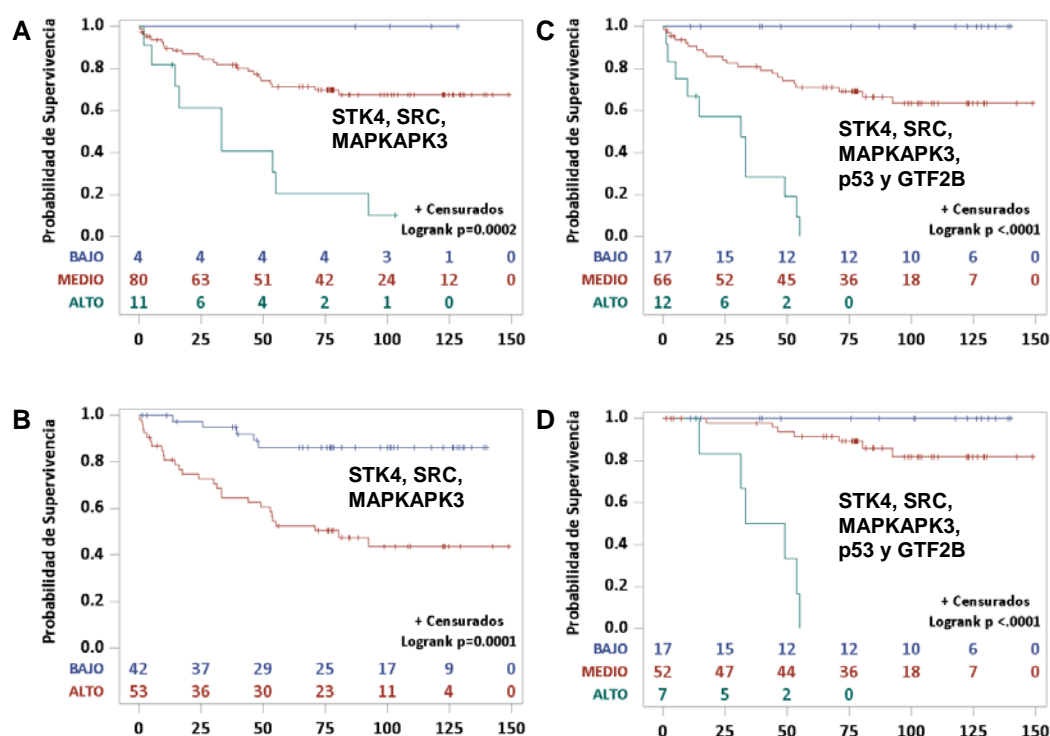 A
Probabilidad de Supervivencia
1.0
0.8
0.6
0.4
0.2
0.0
STK4, SRC,
MAPKAPK3
+ Censurados
Logrank p=0.0002
BAJO 4 4 4 4 3 1 0
MEDIO 80 63 51 42 24 12 0
ALTO 11 6 4 2 1 0
0 25 50 75 100 125 150
C
Probabilidad de Supervivencia
1.0
0.8
0.6
0.4
0.2
0.0
STK4, SRC,
MAPKAPK3,
p53 y GTF2B
+ Censurados
Logrank p <.0001
BAJO 17 15 12 12 10 6 0
MEDIO 66 52 45 36 18 7 0
ALTO 12 6 2 0
0 25 50 75 100 125 150
B
Probabilidad de Supervivencia
1.0
0.8
0.6
0.4
0.2
0.0
STK4, SRC,
MAPKAPK3
+ Censurados
Logrank p=0.0001
BAJO 42 37 29 25 17 9 0
ALTO 53 36 30 23 11 4 0
0 25 50 75 100 125 150
D
Probabilidad de Supervivencia
1.0
0.8
0.6
0.4
0.2
0.0
STK4, SRC,
MAPKAPK3,
p53 y GTF2B
+ Censurados
Logrank p <.0001
BAJO 17 15 12 12 10 6 0
MEDIO 52 47 44 36 18 7 0
ALTO 7 5 2 0
0 25 50 75 100 125 150